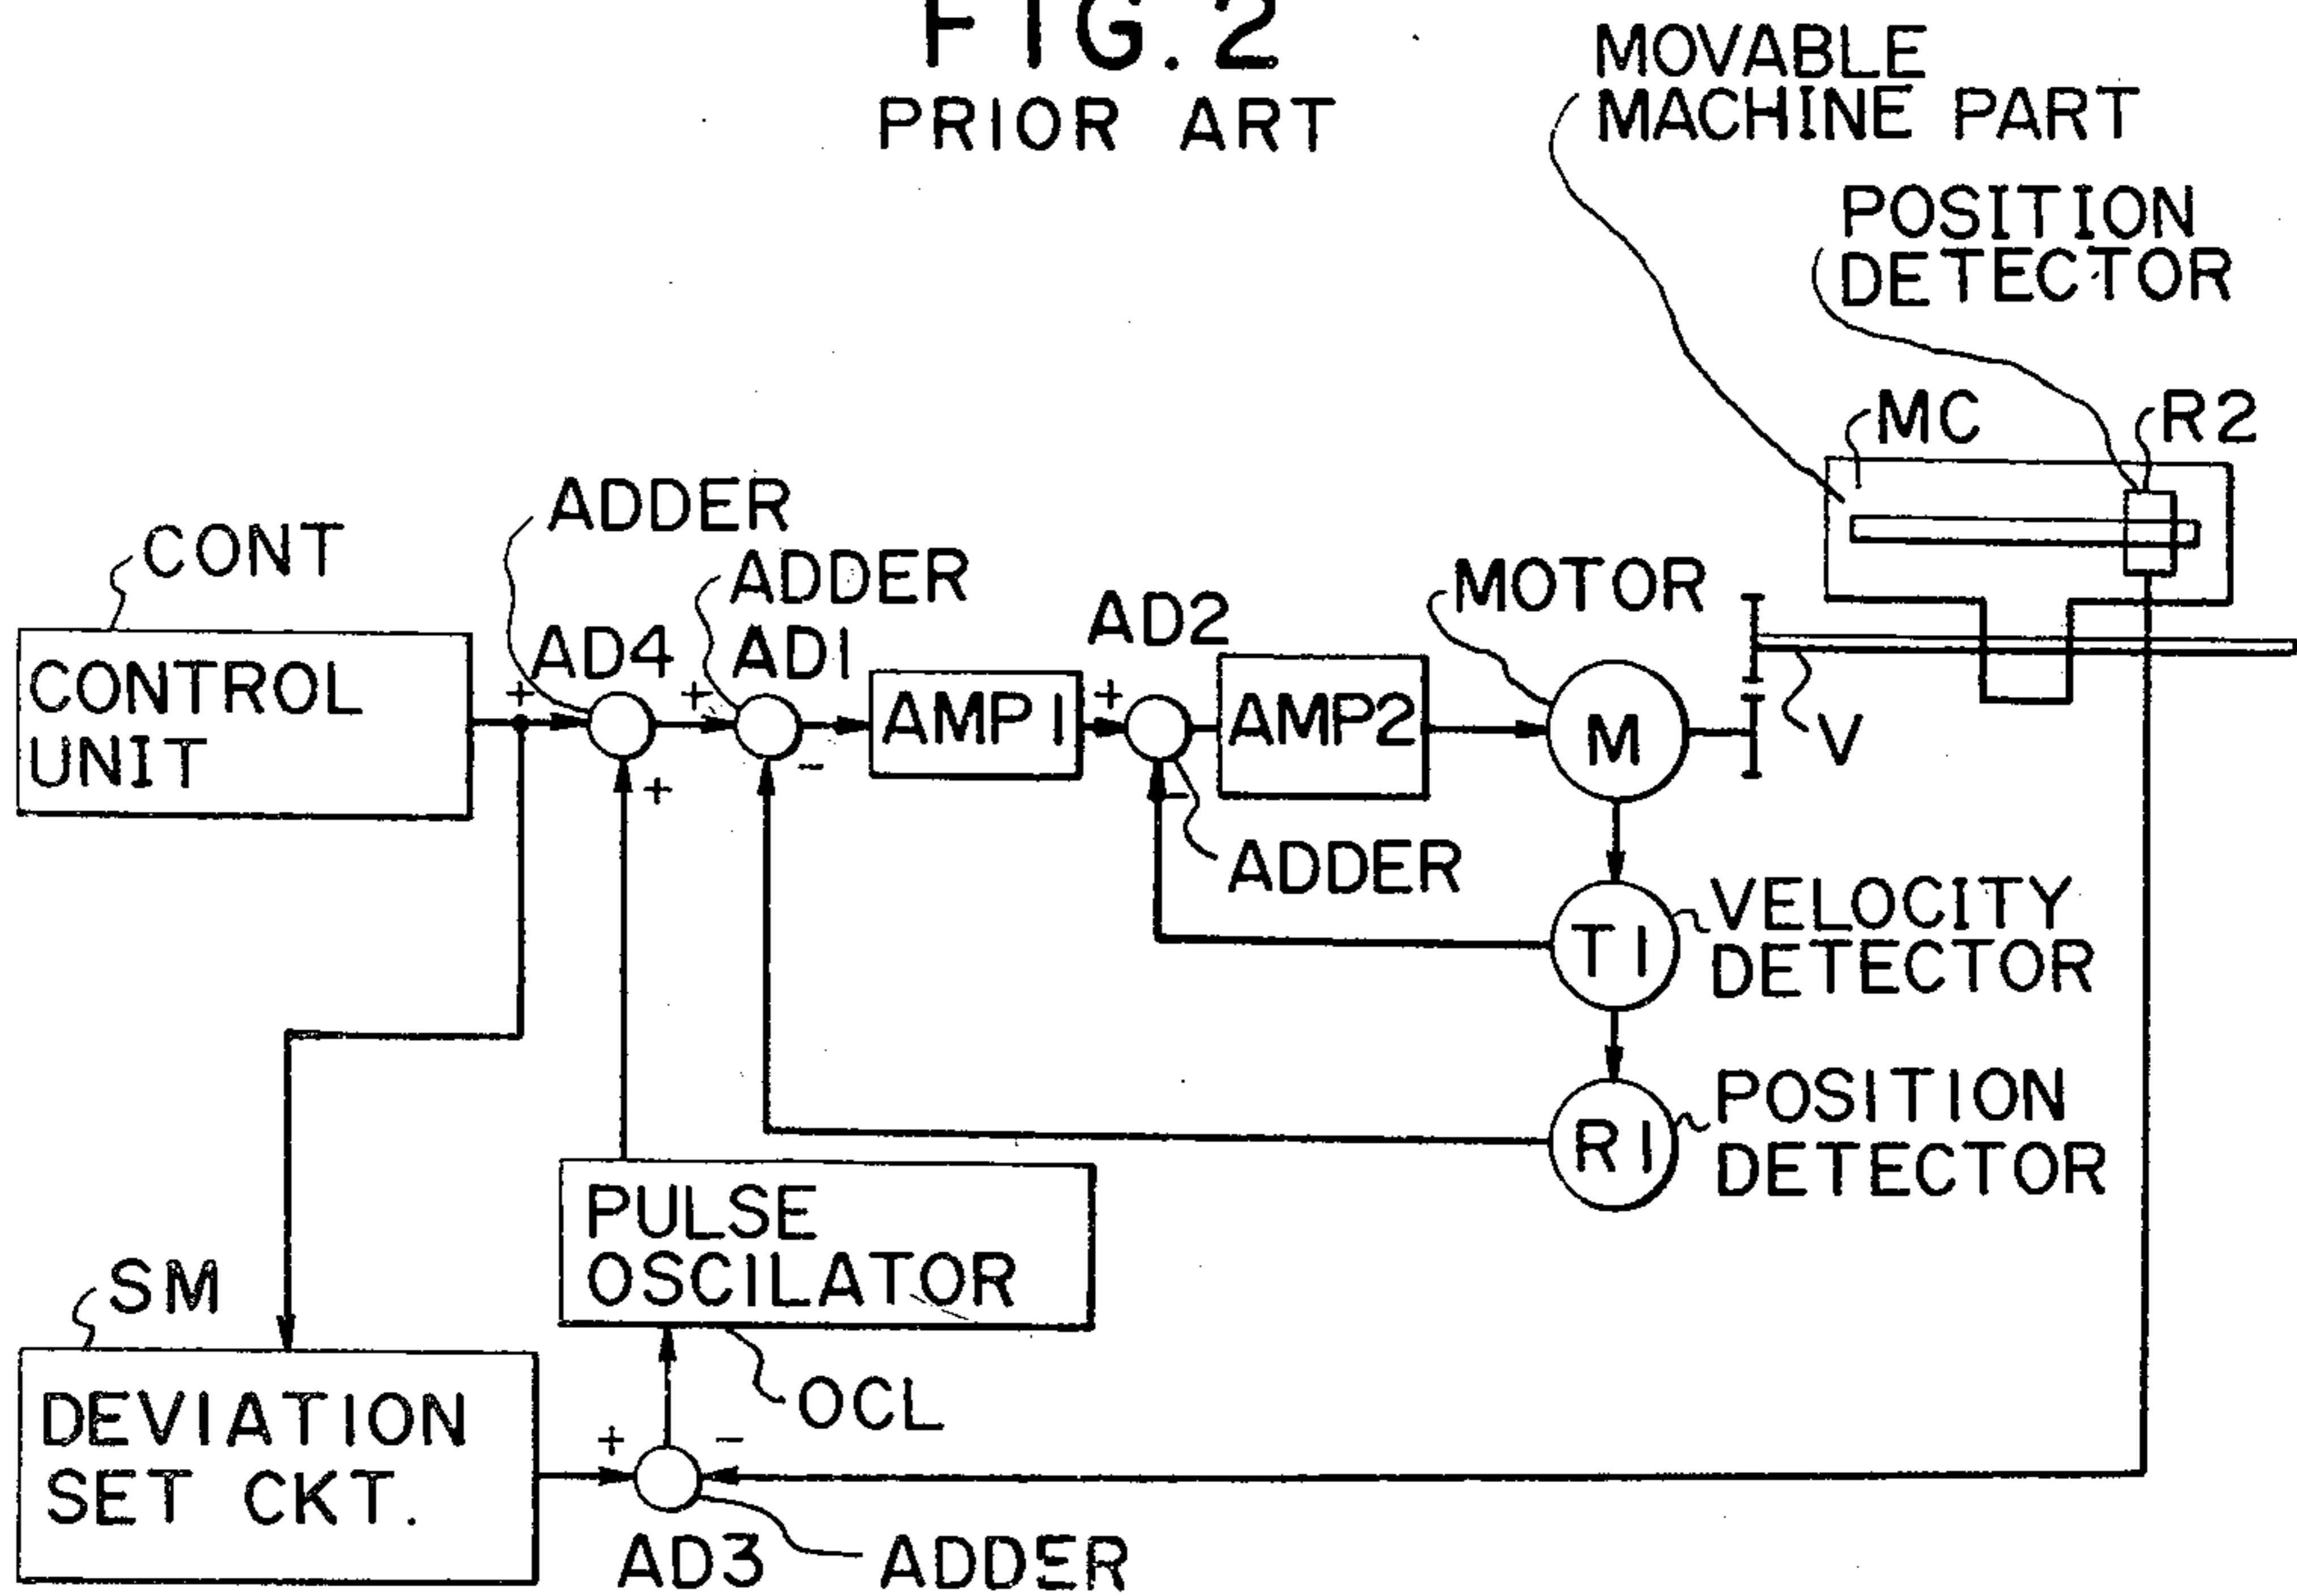 FIG.2
PRIOR ART
MOVABLE
MACHINE PART
POSITION
DETECTOR
MC
R2
ADDER
CONT
ADDER
MOTOR
AD2
AD4
AD1
CONTROL
UNIT
+
+
AMP1
+
AMP2
M
V
+
-
-
ADDER
T1
VELOCITY
DETECTOR
R1
POSITION
DETECTOR
PULSE
OSCILATOR
SM
OCL
DEVIATION
SET CKT.
+
-
AD3
ADDER